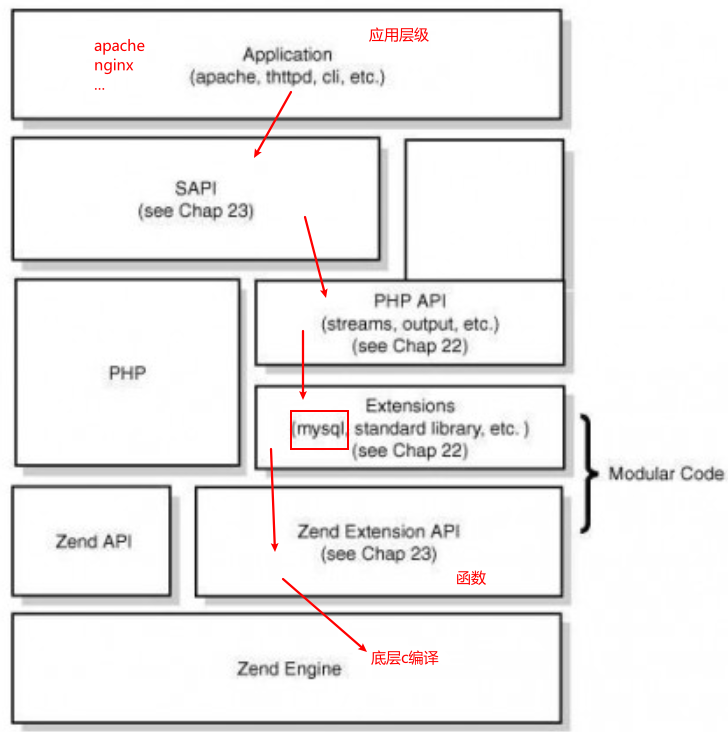 应用层级
apache
nginx
...
Application
(apache, thttpd, cli, etc.)
SAPI
(see Chap 23)
PHP API
(streams, output, etc.)
(see Chap 22)
PHP
Extensions
(mysql, standard library, etc. )
(see Chap 22)
Modular Code
Zend API
Zend Extension API
(see Chap 23)
函数
底层c编译
Zend Engine